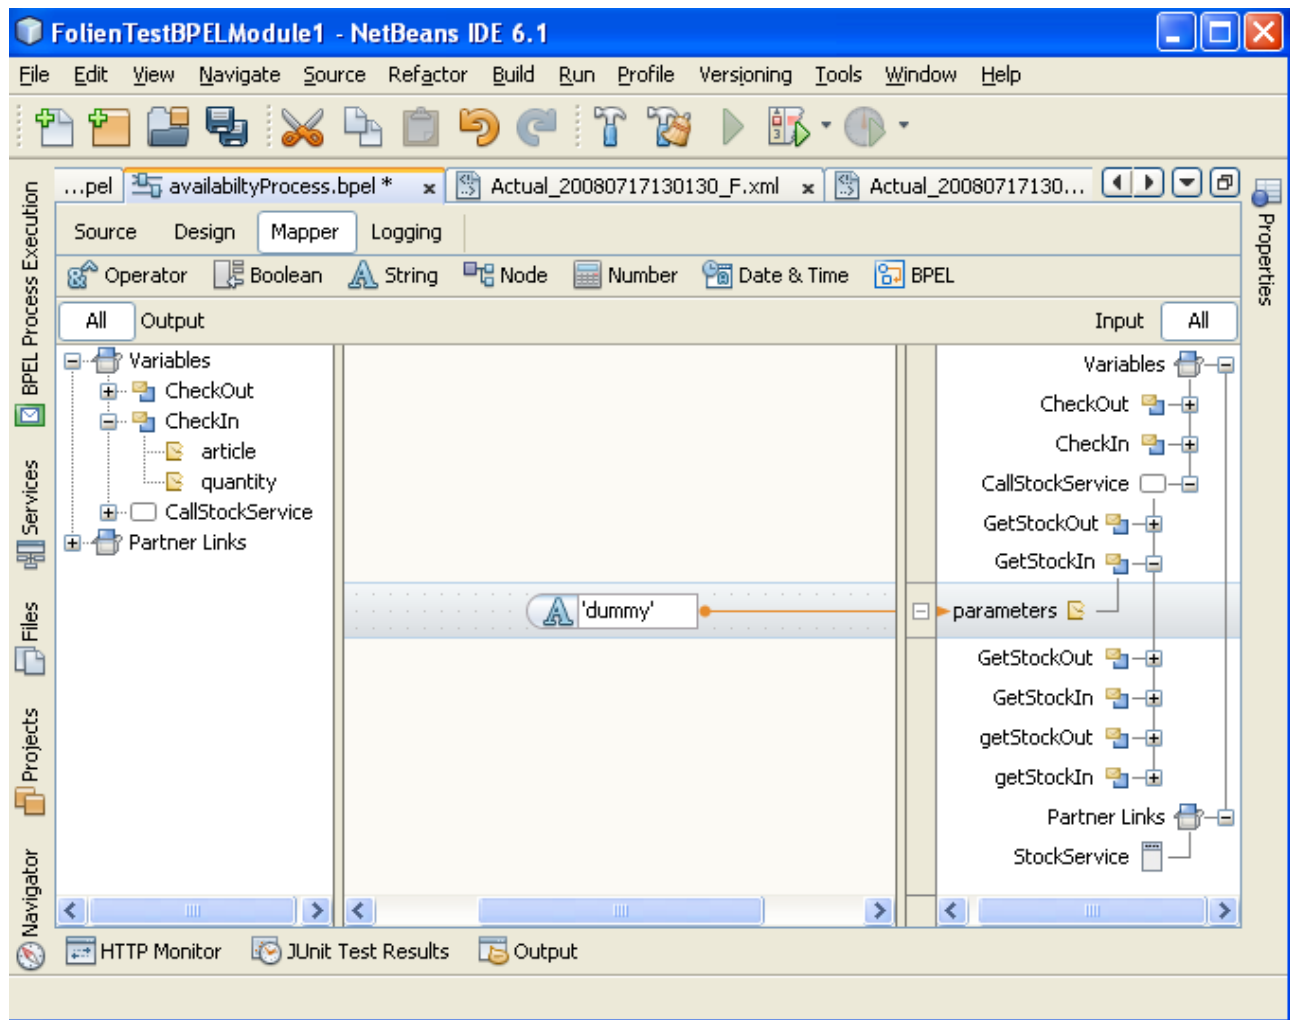 FolienTestBPELModule1 - NetBeans IDE 6.1
File Edit View Navigate Source Refactor Build Run Profile Versioning Tools Window Help
...pel availabiltyProcess.bpel * x Actual_20080717130130_F.xml x Actual_20080717130...
Source Design Mapper Logging
Operator Boolean String Node Number Date & Time BPEL
All Output Input All
Variables
CheckOut
CheckIn
article
quantity
CallStockService
Partner Links
'dummy'
Variables
CheckOut
CheckIn
CallStockService
GetStockOut
GetStockIn
parameters
GetStockOut
GetStockIn
getStockOut
getStockIn
Partner Links
StockService
BPEL Process Execution
Services
Files
Projects
Navigator
Properties
HTTP Monitor JUnit Test Results Output